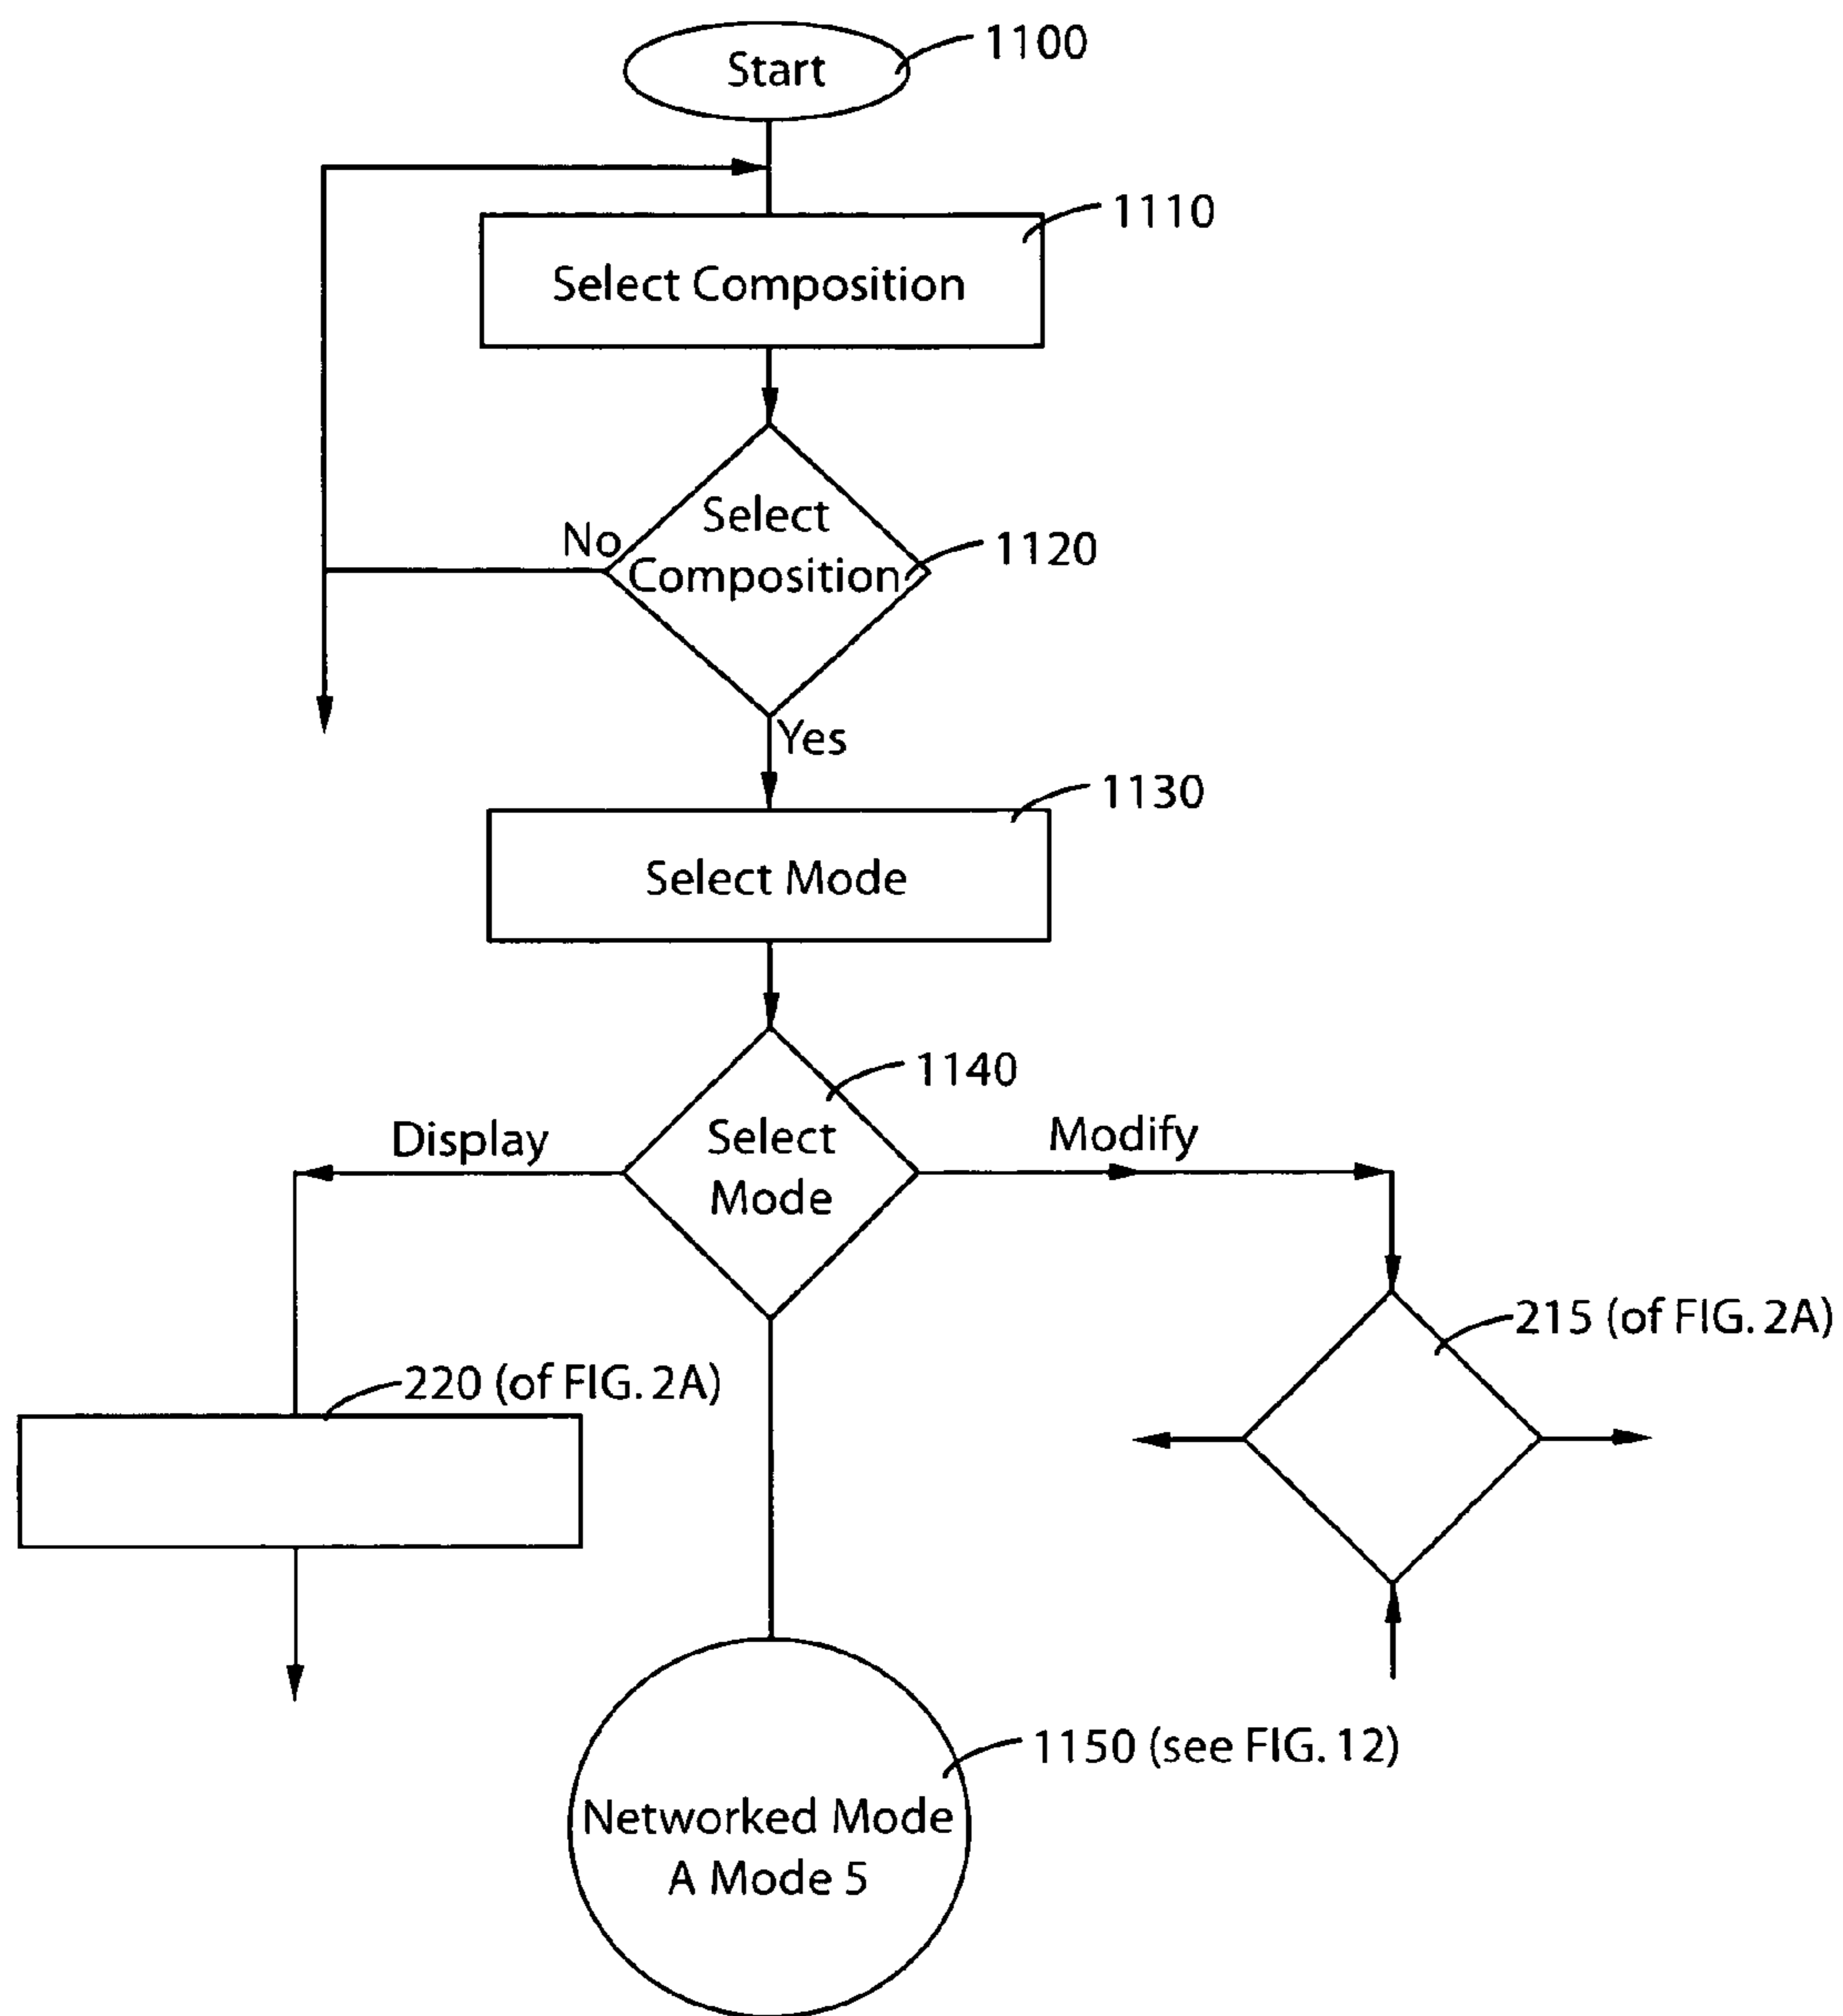 Start
1100
1110
Select Composition
Select
Composition
No
1120
Yes
1130
Select Mode
1140
Display
Select
Mode
Modify
215 (of FIG. 2A)
220 (of FIG. 2A)
1150 (see FIG. 12)
Networked Mode
A Mode 5